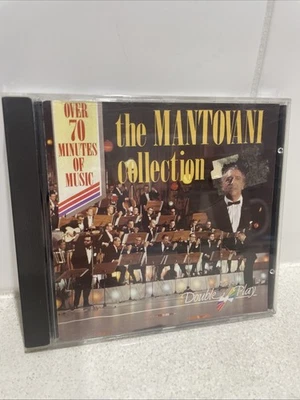 OVER
70
MINUTES
OF
MUSIC
the MANTOVANI
collection
Double Play